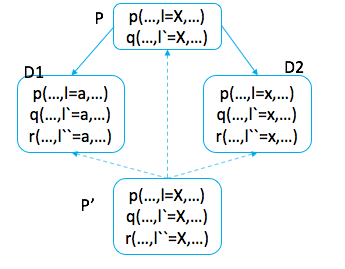 P
p(...,l=X,...)
q(...,l`=X,...)
D1
p(...,l=a,...)
q(...,l`=a,...)
r(...,l``=a,...)
D2
p(...,l=x,...)
q(...,l`=x,...)
r(...,l``=x,...)
P’
p(...,l=X,...)
q(...,l`=X,...)
r(...,l``=X,...)